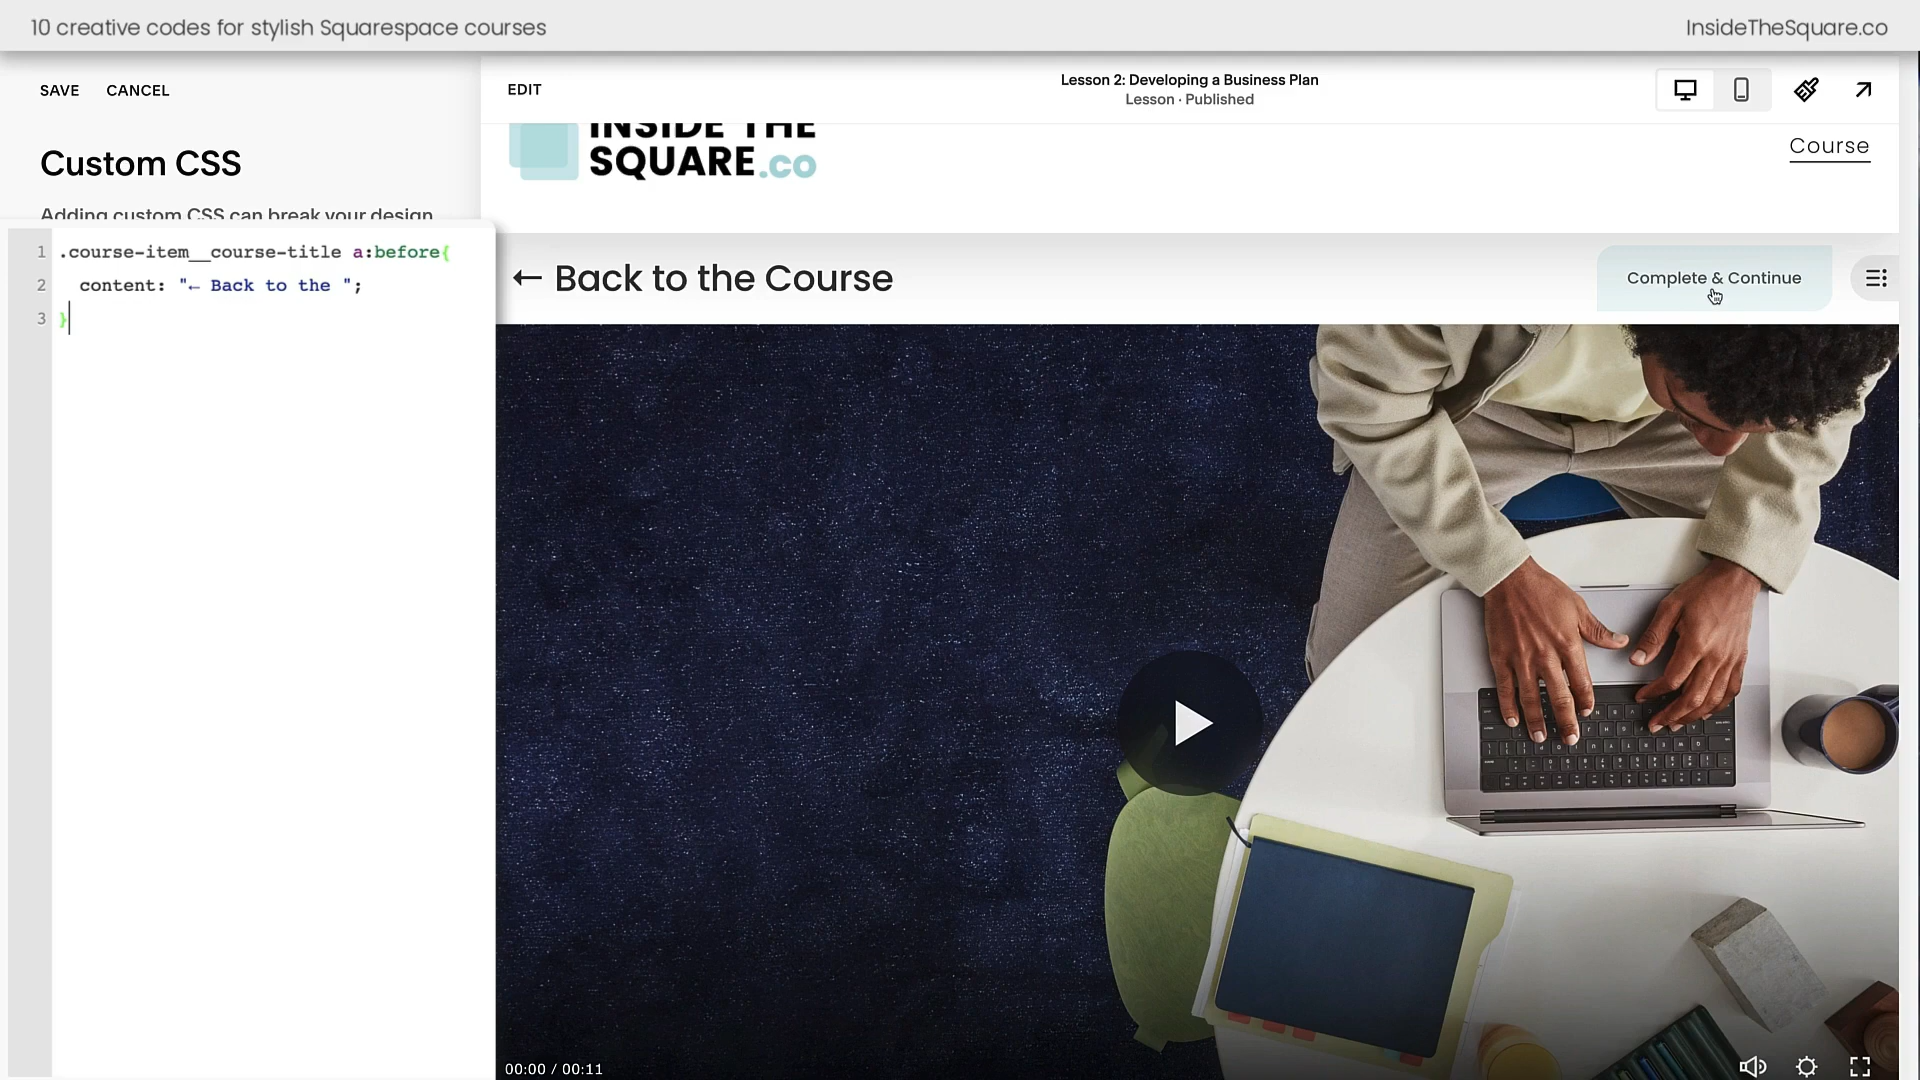 10 creative codes for stylish Squarespace courses
InsideTheSquare.co
SAVE CANCEL
EDIT
Lesson 2: Developing a Business Plan
Lesson · Published
Custom CSS
Adding custom CSS can break your design
INSIDE THE
SQUARE.co
Course
1 .course-item__course-title a:before{
2 content: "← Back to the ";
3 }
← Back to the Course
Complete & Continue
00:00 / 00:11